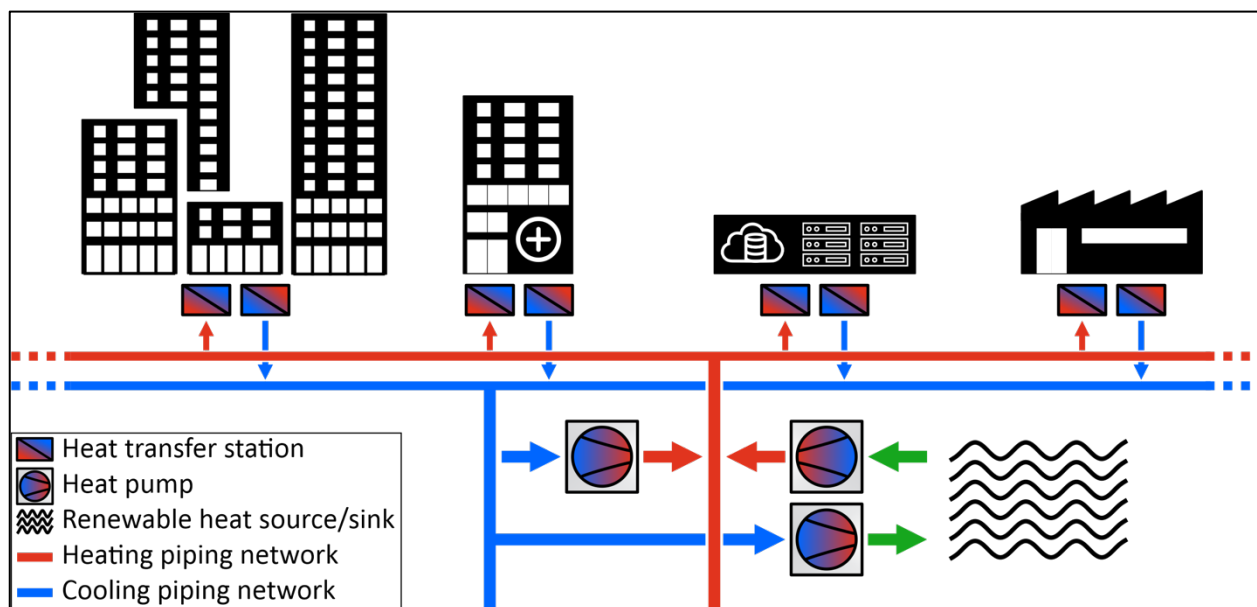 Heat transfer station
Heat pump
Renewable heat source/sink
Heating piping network
Cooling piping network